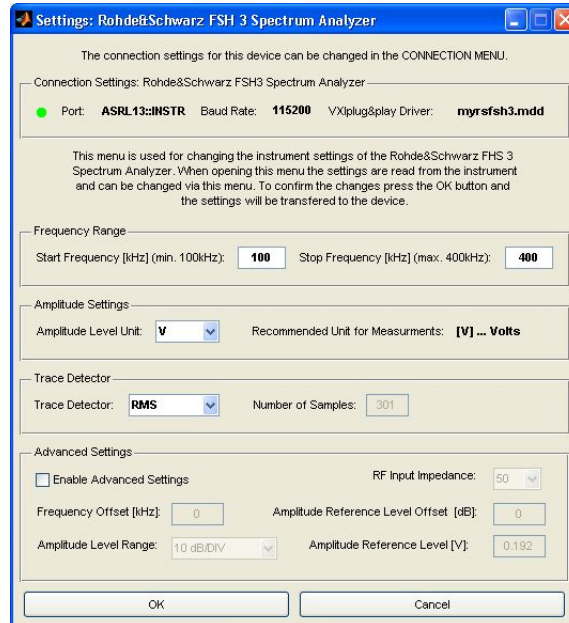 Settings: Rohde&Schwarz FSH 3 Spectrum Analyzer
The connection settings for this device can be changed in the CONNECTION MENU.
Connection Settings: Rohde&Schwarz FSH3 Spectrum Analyzer
Port: ASRL13::INSTR Baud Rate: 115200 VXIplug&play Driver: myrsfsh3.mdd
This menu is used for changing the instrument settings of the Rohde&Schwarz FHS 3
Spectrum Analyzer. When opening this menu the settings are read from the instrument
and can be changed via this menu. To confirm the changes press the OK button and
the settings will be transfered to the device.
Frequency Range
Start Frequency [kHz] (min. 100kHz): 100 Stop Frequency [kHz] (max. 400kHz): 400
Amplitude Settings
Amplitude Level Unit: V Recommended Unit for Measurments: [V] ... Volts
Trace Detector
Trace Detector: RMS Number of Samples: 301
Advanced Settings
Enable Advanced Settings RF Input Impedance: 50
Frequency Offset [kHz]: 0 Amplitude Reference Level Offset [dB]: 0
Amplitude Level Range: 10 dB/DIV Amplitude Reference Level [V]: 0.192
OK Cancel